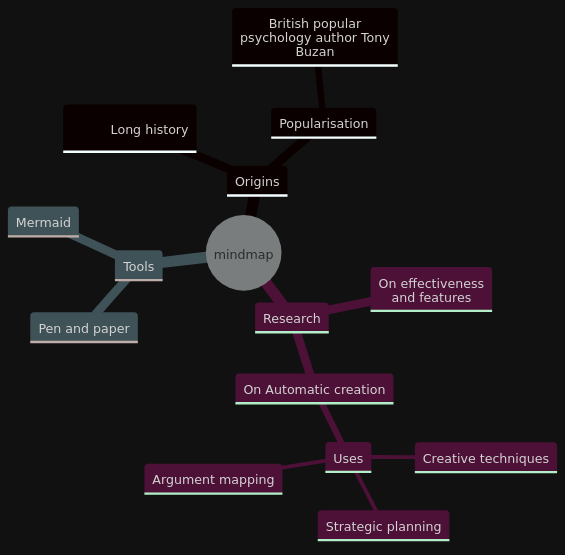 British popular
psychology author Tony
Buzan
Long history
Popularisation
Origins
Mermaid
Tools
mindmap
On effectiveness
and features
Pen and paper
Research
On Automatic creation
Uses
Creative techniques
Argument mapping
Strategic planning